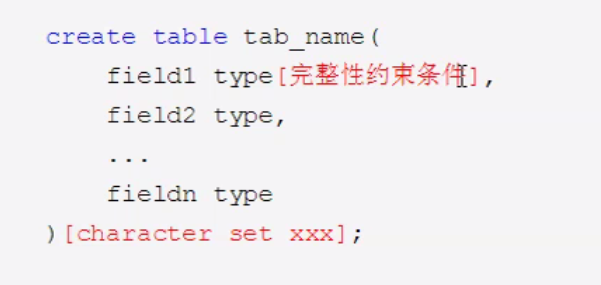 create table tab_name(
field1 type[完整性约束条件],
field2 type,
...
fieldn type
)[character set xxx];